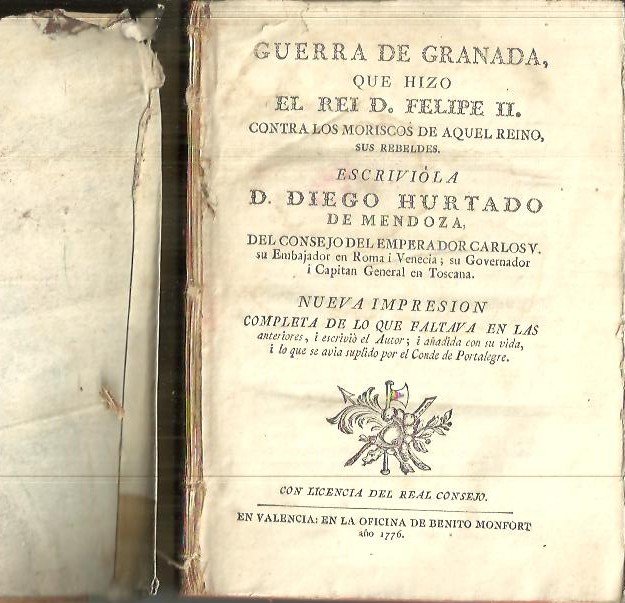 GUERRA DE GRANADA,
QUE HIZO
EL REI D. FELIPE II.
CONTRA LOS MORISCOS DE AQUEL REINO,
SUS REBELDES.
ESCRIVIÓLA
D. DIEGO HURTADO
DE MENDOZA,
DEL CONSEJO DEL EMPERADOR CARLOS V.
su Embajador en Roma i Venecia; su Governador
i Capitan General en Toscana.
NUEVA IMPRESION
COMPLETA DE LO QUE FALTAVA EN LAS
anteriores, i escriviò el Autor; i añadida con su vida,
i lo que se avia suplido por el Conde de Portalegre.
CON LICENCIA DEL REAL CONSEJO.
EN VALENCIA: EN LA OFICINA DE BENITO MONFORT
año 1776.